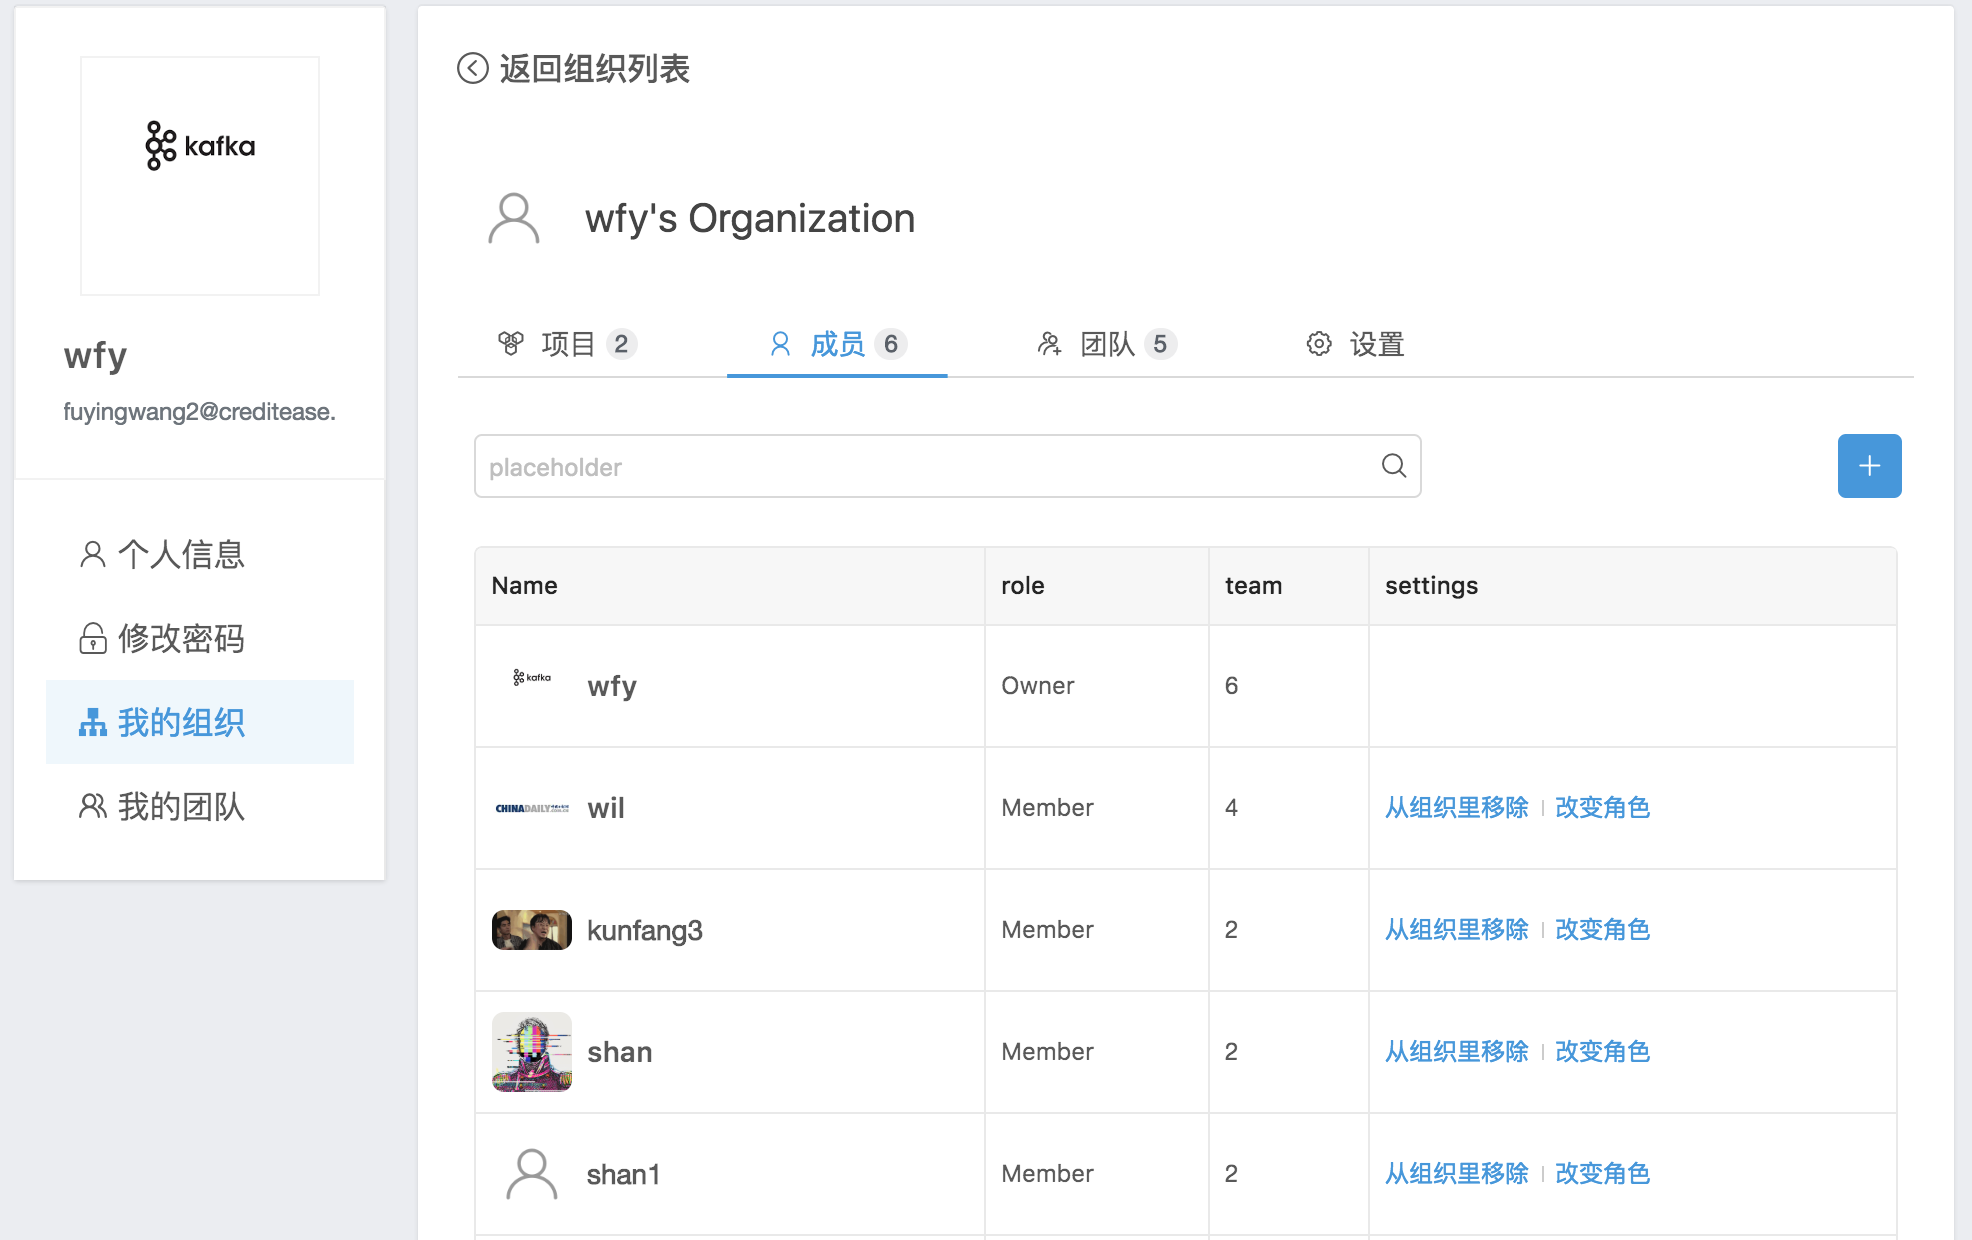 kafka
wfy
fuyingwang2@creditease.
个人信息
修改密码
我的组织
我的团队
返回组织列表
wfy's Organization
项目 2 成员 6 团队 5 设置
placeholder
Name role team settings
kafka wfy Owner 6
CHINADAILY wil Member 4 从组织里移除 改变角色
kunfang3 Member 2 从组织里移除 改变角色
shan Member 2 从组织里移除 改变角色
shan1 Member 2 从组织里移除 改变角色